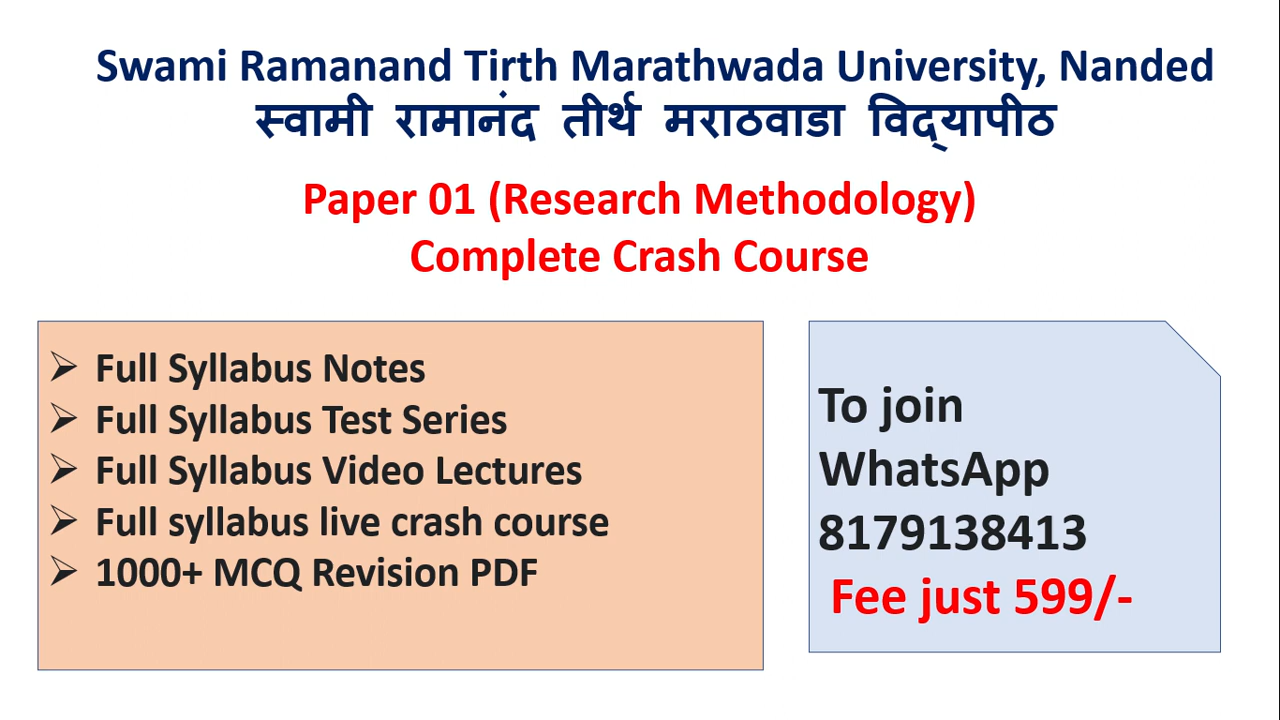 Swami Ramanand Tirth Marathwada University, Nanded
स्वामी रामानंद तीर्थ मराठवाडा विद्‌यापीठ
Paper 01 (Research Methodology)
Complete Crash Course
Full Syllabus Notes
Full Syllabus Test Series
Full Syllabus Video Lectures
Full syllabus live crash course
1000+ MCQ Revision PDF
To join
WhatsApp
8179138413
Fee just 599/-